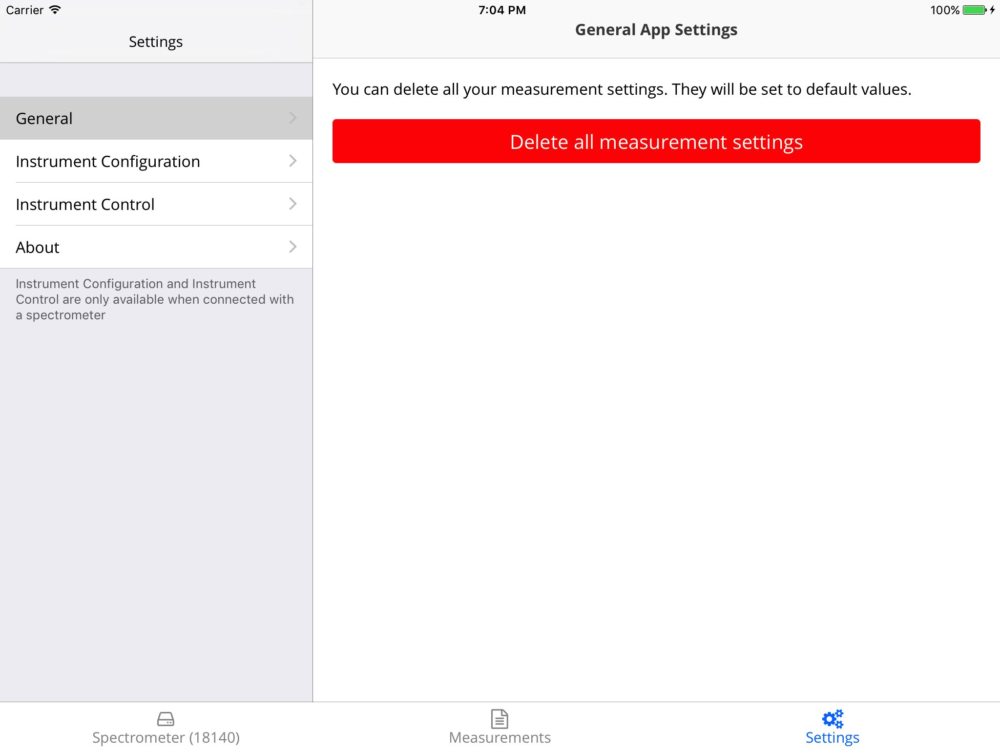 Carrier
7:04 PM
100%
Settings
General App Settings
General
Instrument Configuration
Instrument Control
About
Instrument Configuration and Instrument
Control are only available when connected with
a spectrometer
You can delete all your measurement settings. They will be set to default values.
Delete all measurement settings
Spectrometer (18140)
Measurements
Settings